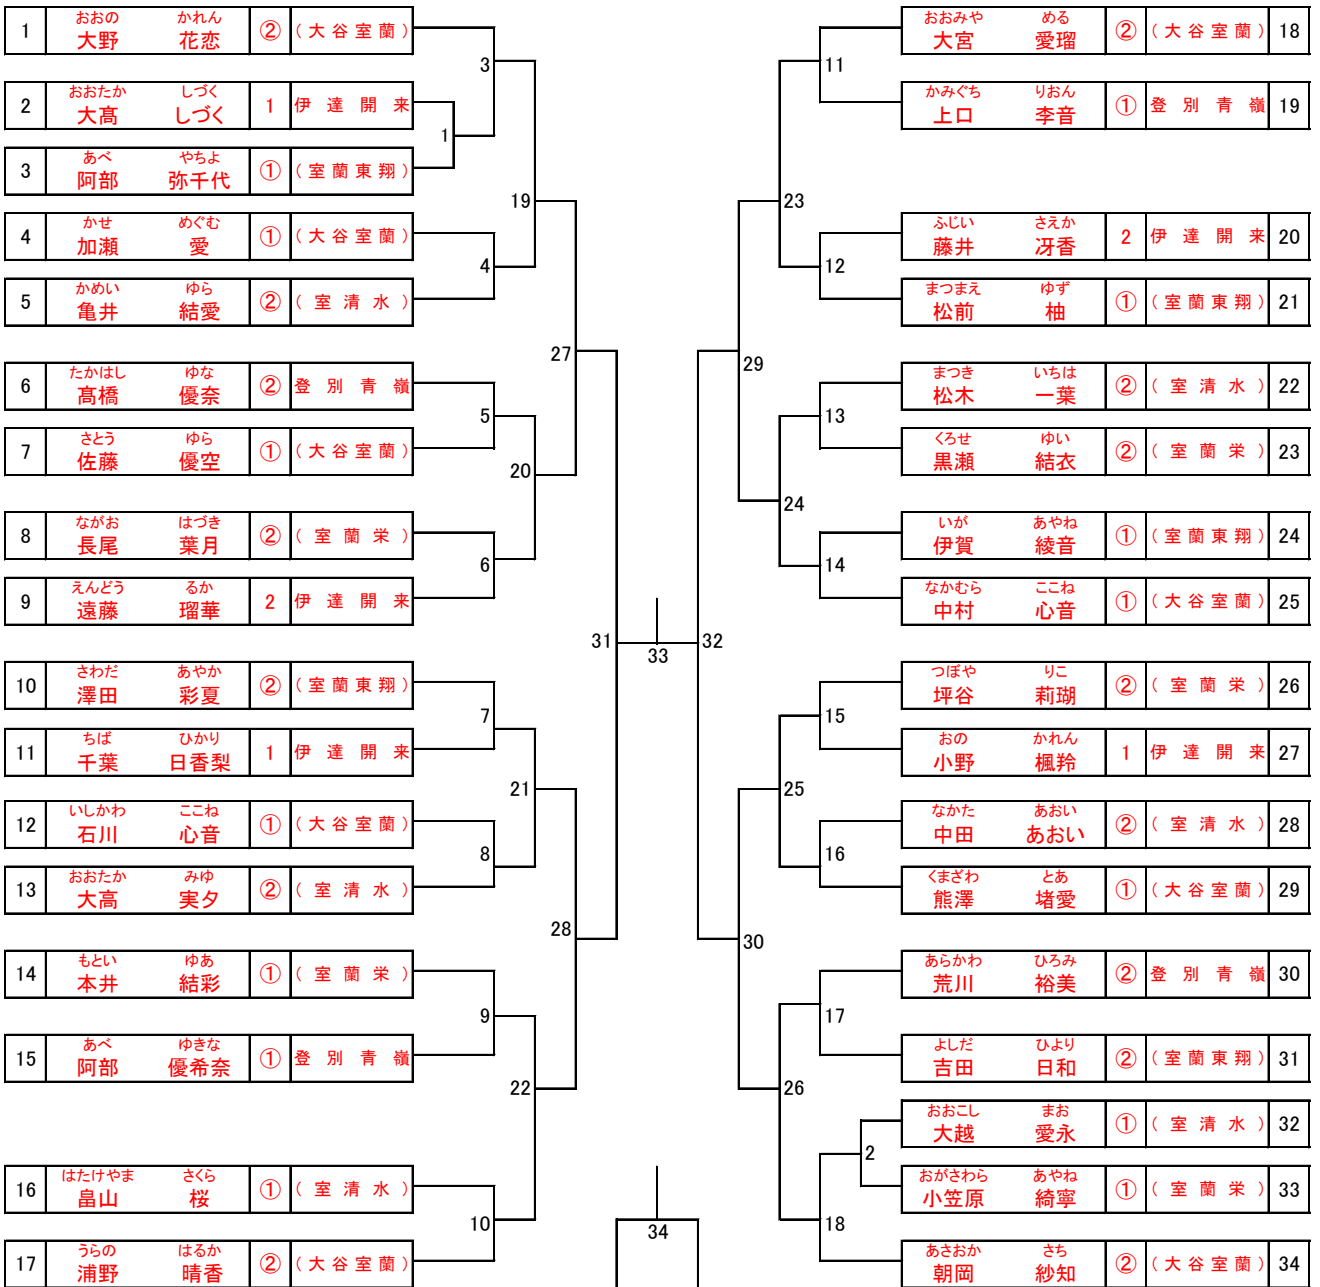 おおの かれん
1 大野 花恋 ② (大谷室蘭)
おおたか しづく
2 大髙 しづく 1 伊達開来
あべ やちよ
3 阿部 弥千代 ① (室蘭東翔)
かせ めぐむ
4 加瀬 愛 ① (大谷室蘭)
かめい ゆら
5 亀井 結愛 ② (室清水)
たかはし ゆな
6 髙橋 優奈 ② 登別青嶺
さとう ゆら
7 佐藤 優空 ① (大谷室蘭)
ながお はづき
8 長尾 葉月 ② (室蘭栄)
えんどう るか
9 遠藤 瑠華 2 伊達開来
さわだ あやか
10 澤田 彩夏 ② (室蘭東翔)
ちば ひかり
11 千葉 日香梨 1 伊達開来
いしかわ ここね
12 石川 心音 ① (大谷室蘭)
おおたか みゆ
13 大高 実夕 ② (室清水)
もとい ゆあ
14 本井 結彩 ① (室蘭栄)
あべ ゆきな
15 阿部 優希奈 ① 登別青嶺
はたけやま さくら
16 畠山 桜 ① (室清水)
うらの はるか
17 浦野 晴香 ② (大谷室蘭)
3
1
19
4
27
5
20
6
31
7
21
8
28
9
22
10
33
34
32
11
23
12
29
13
24
14
15
25
16
30
17
26
2
18
おおみや める
大宮 愛瑠 ② (大谷室蘭) 18
かみぐち りおん
上口 李音 ① 登別青嶺 19
ふじい さえか
藤井 冴香 2 伊達開来 20
まつまえ ゆず
松前 柚 ① (室蘭東翔) 21
まつき いちは
松木 一葉 ② (室清水) 22
くろせ ゆい
黒瀬 結衣 ② (室蘭栄) 23
いが あやね
伊賀 綾音 ① (室蘭東翔) 24
なかむら ここね
中村 心音 ① (大谷室蘭) 25
つぼや りこ
坪谷 莉瑚 ② (室蘭栄) 26
おの かれん
小野 楓羚 1 伊達開来 27
なかた あおい
中田 あおい ② (室清水) 28
くまざわ とあ
熊澤 堵愛 ① (大谷室蘭) 29
あらかわ ひろみ
荒川 裕美 ② 登別青嶺 30
よしだ ひより
吉田 日和 ② (室蘭東翔) 31
おおこし まお
大越 愛永 ① (室清水) 32
おがさわら あやね
小笠原 綺寧 ① (室蘭栄) 33
あさおか さち
朝岡 紗知 ② (大谷室蘭) 34